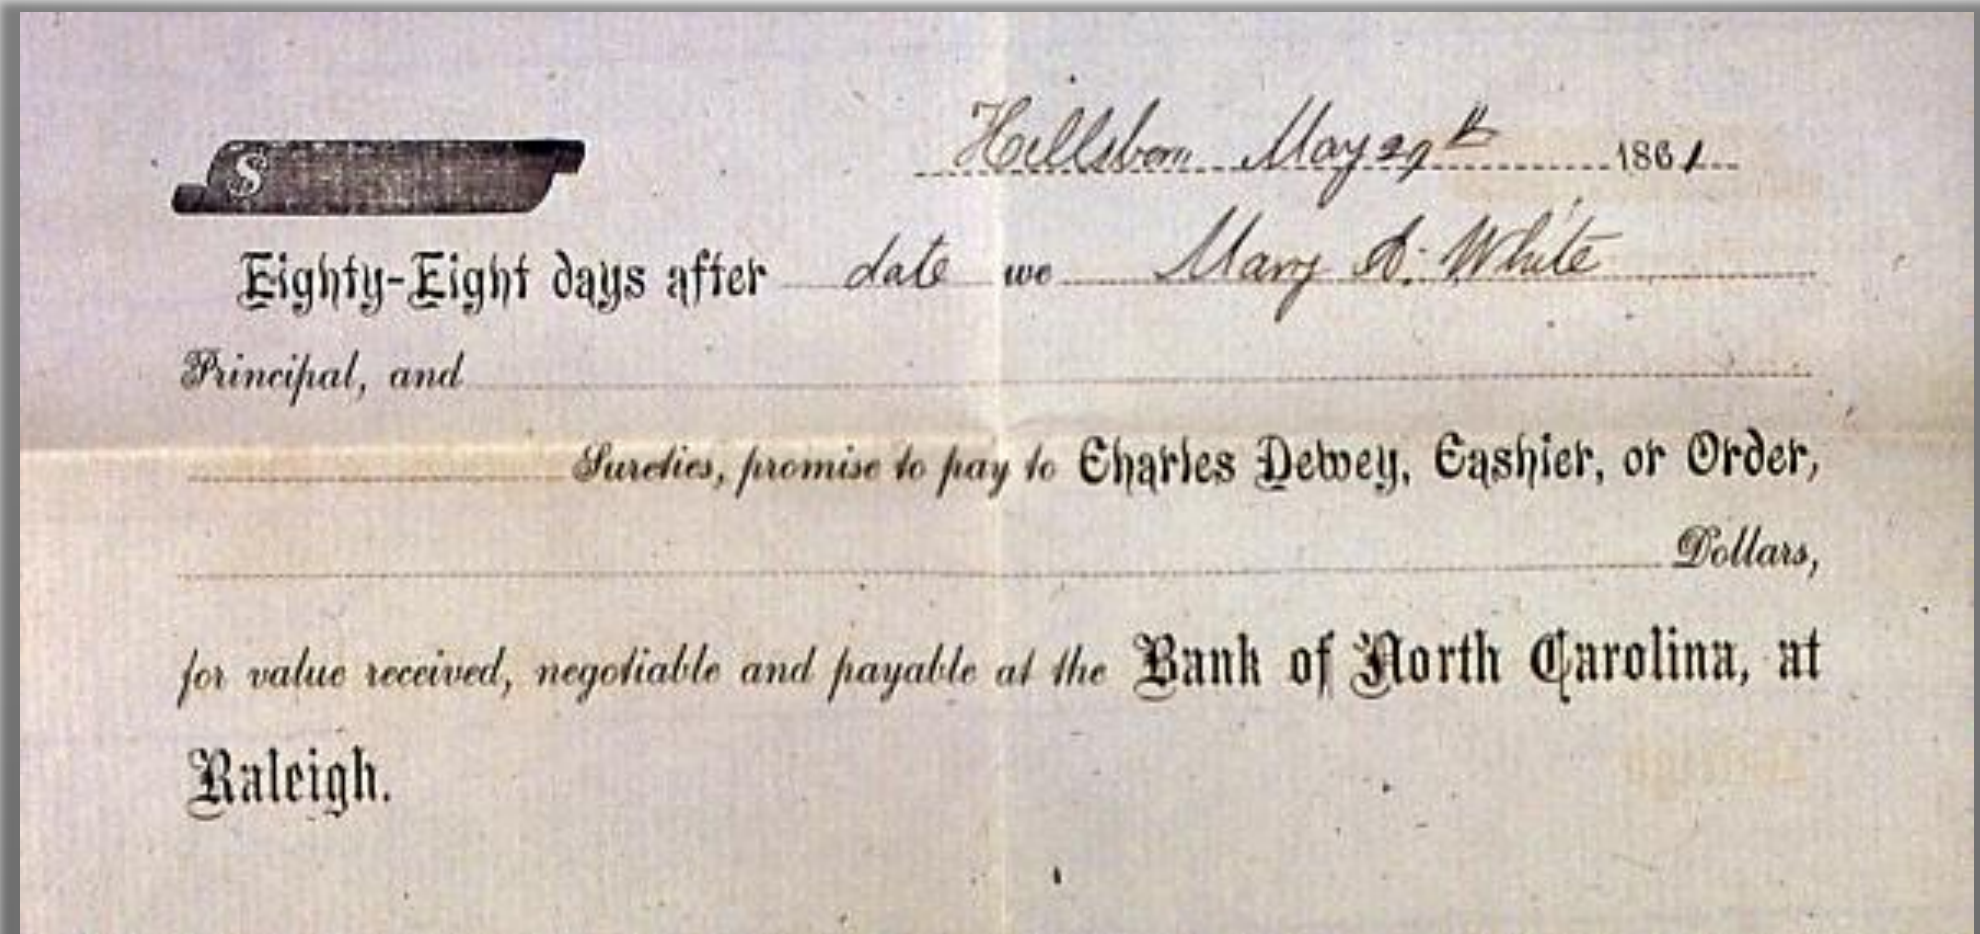 Hillsboro May 29th 1861
$
Eighty-Eight days after date we Mary A. White
Principal, and
Sureties, promise to pay to Charles Dewey, Cashier, or Order,
Dollars,
for value received, negotiable and payable at the Bank of North Carolina, at
Raleigh.